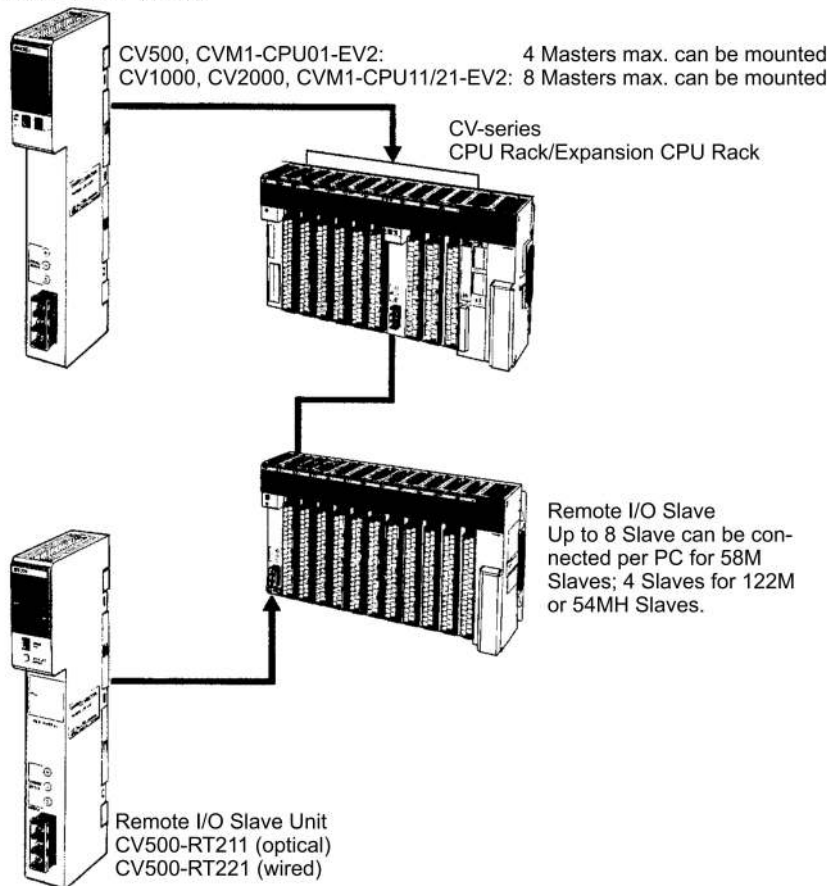 CV500, CVM1-CPU01-EV2: 4 Masters max. can be mounted
CV1000, CV2000, CVM1-CPU11/21-EV2: 8 Masters max. can be mounted
CV-series
CPU Rack/Expansion CPU Rack
Remote I/O Slave
Up to 8 Slave can be con-
nected per PC for 58M
Slaves; 4 Slaves for 122M
or 54MH Slaves.
Remote I/O Slave Unit
CV500-RT211 (optical)
CV500-RT221 (wired)